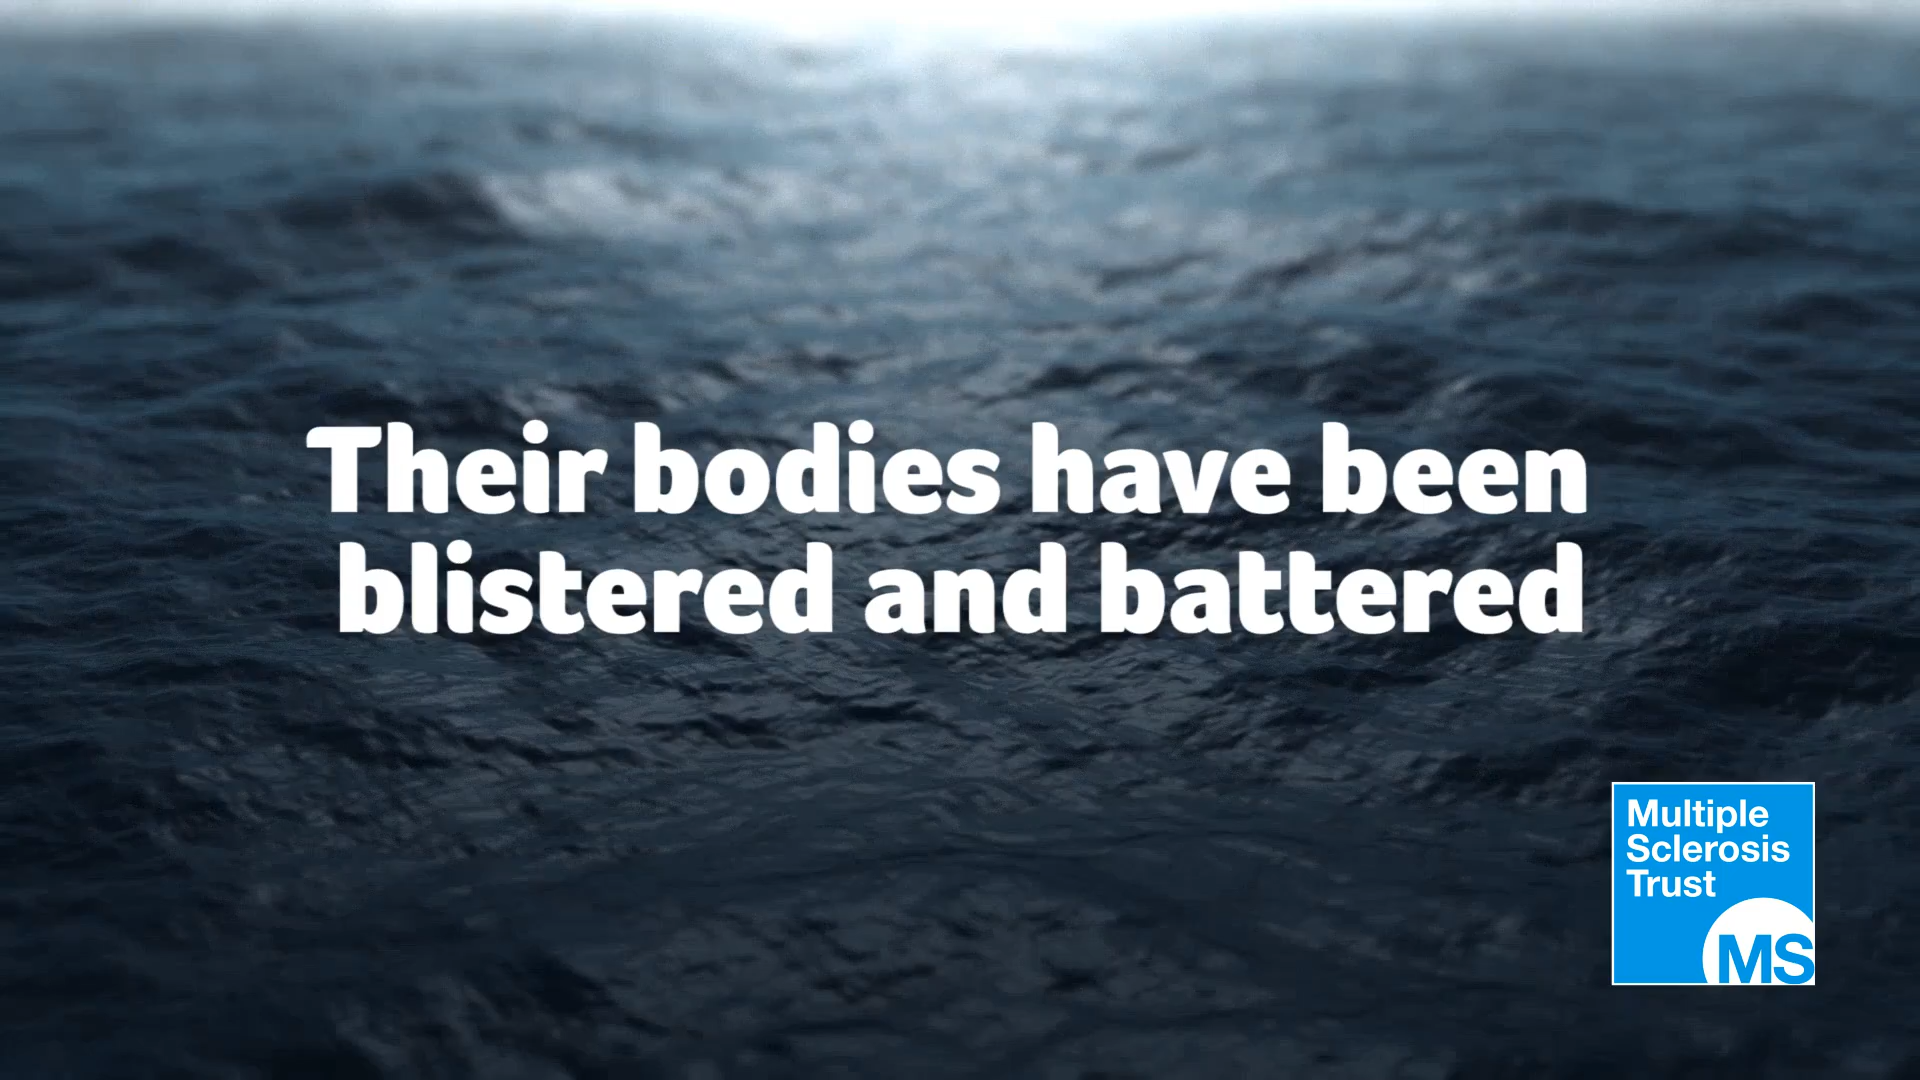 Their bodies have been
blistered and battered
Multiple
Sclerosis
Trust
MS